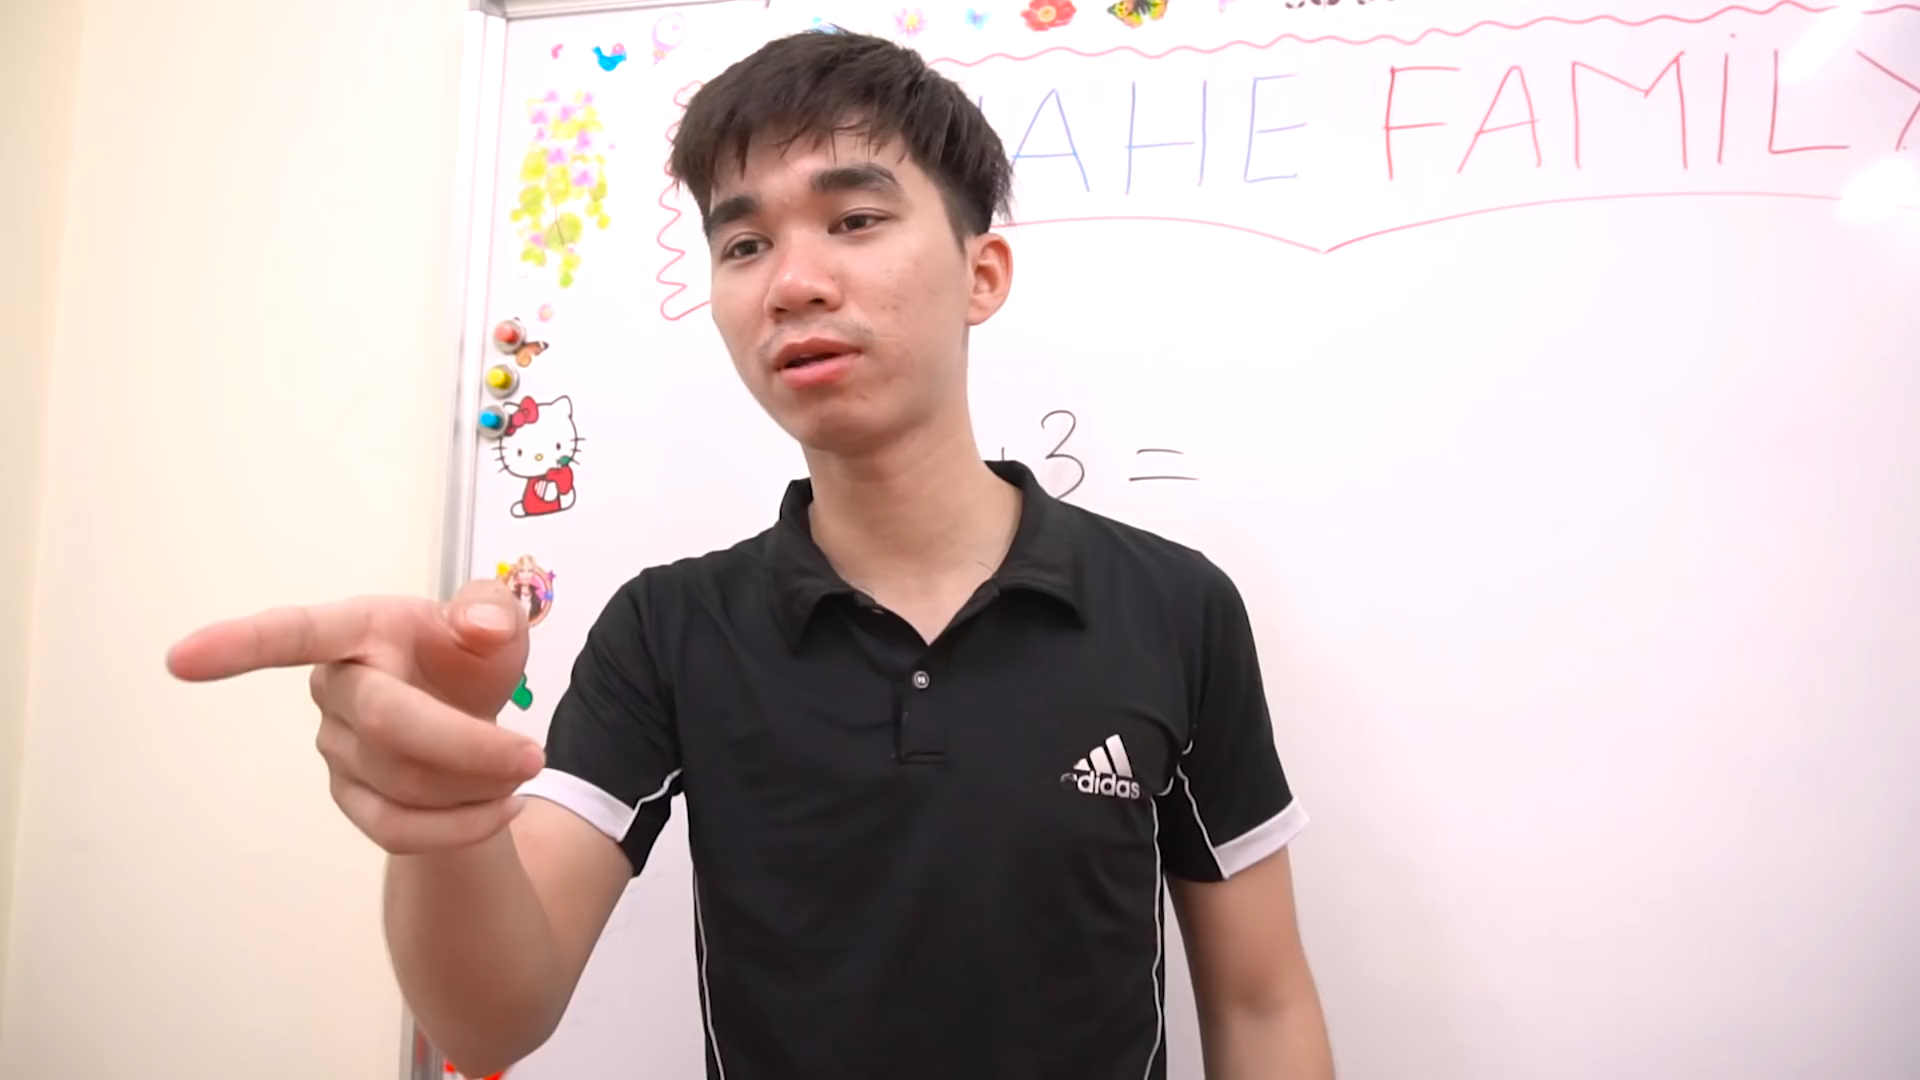 AHE FAMILY
+3 =
adidas